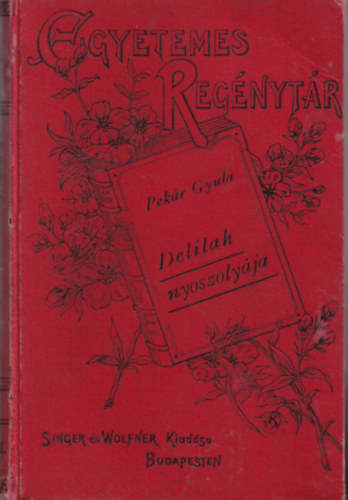 EGYETEMES
REGÉNYTÁR
Pekár Gyula
Delilah
nyoszolyája
SINGER és WOLFNER Kiadása
BUDAPESTEN